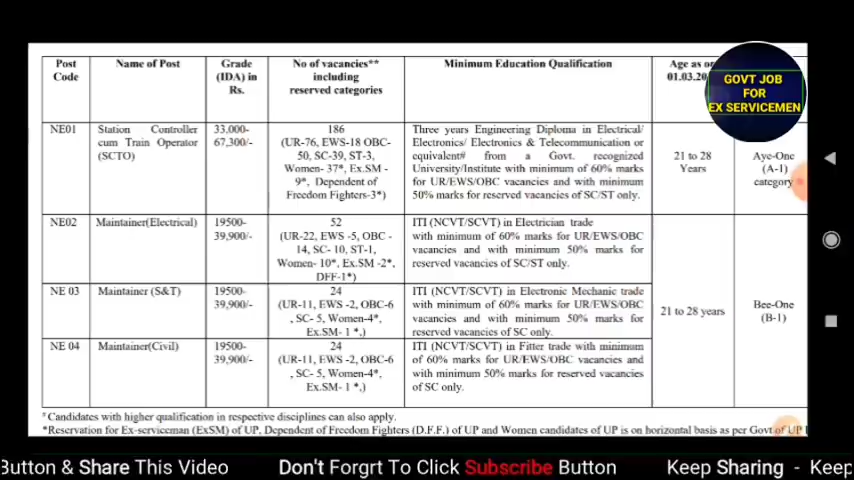 Post Code
Name of Post
Grade (IDA) in Rs.
No of vacancies** including reserved categories
Minimum Education Qualification
Age as on 01.03.20
GOVT JOB
FOR
EX SERVICEMEN
NE01
Station Controller
cum Train Operator
(SCTO)
33,000-
67,300/-
186
(UR-76, EWS-18 OBC-
50, SC-39, ST-3,
Women- 37*, Ex.SM -
9*, Dependent of
Freedom Fighters-3*)
Three years Engineering Diploma in Electrical/
Electronics/ Electronics & Telecommunication or
equivalent# from a Govt. recognized
University/Institute with minimum of 60% marks
for UR/EWS/OBC vacancies and with minimum
50% marks for reserved vacancies of SC/ST only.
21 to 28
Years
Aye-One
(A-1)
category
NE02
Maintainer(Electrical)
19500-
39,900/-
52
(UR-22, EWS -5, OBC
- 14, SC- 10, ST-1,
Women- 10*, Ex.SM -2*,
DFF-1*)
ITI (NCVT/SCVT) in Electrician trade
with minimum of 60% marks for UR/EWS/OBC
vacancies and with minimum 50% marks for
reserved vacancies of SC/ST only.
NE 03
Maintainer (S&T)
19500-
39,900/-
24
(UR-11, EWS -2, OBC-6
, SC- 5, Women-4*,
Ex.SM- 1 *,)
ITI (NCVT/SCVT) in Electronic Mechanic trade
with minimum of 60% marks for UR/EWS/OBC
vacancies and with minimum 50% marks for
reserved vacancies of SC only.
21 to 28 years
Bee-One
(B-1)
NE 04
Maintainer(Civil)
19500-
39,900/-
24
(UR-11, EWS -2, OBC-6
, SC- 5, Women-4*,
Ex.SM- 1 *,)
ITI (NCVT/SCVT) in Fitter trade with minimum
of 60% marks for UR/EWS/OBC vacancies and
with minimum 50% marks for reserved vacancies
of SC only.
#Candidates with higher qualification in respective disciplines can also apply.
*Reservation for Ex-serviceman (ExSM) of UP, Dependent of Freedom Fighters (D.F.F.) of UP and Women candidates of UP is on horizontal basis as per Govt of UP
Button & Share This Video Don't Forgrt To Click Subscribe Button Keep Sharing - Keep